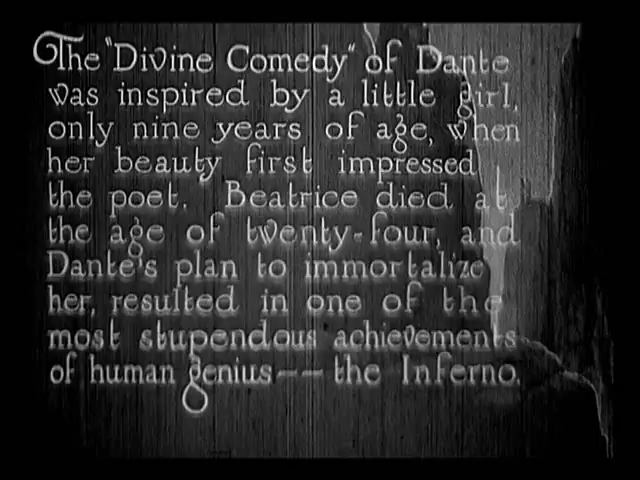 The "Divine Comedy" of Dante
was inspired by a little girl,
only nine years of age, when
her beauty first impressed
the poet. Beatrice died at
the age of twenty-four, and
Dante's plan to immortalize
her, resulted in one of the
most stupendous achievements
of human genius -- the Inferno.